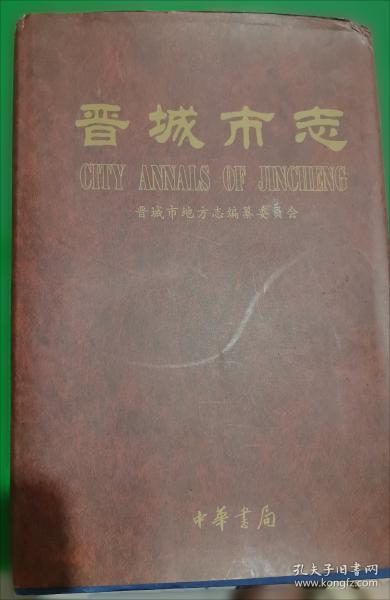 晋城市志
CITY ANNALS OF JINCHENG
晋城市地方志编纂委员会
中華書局
孔夫子旧书网
www.kongfz.com